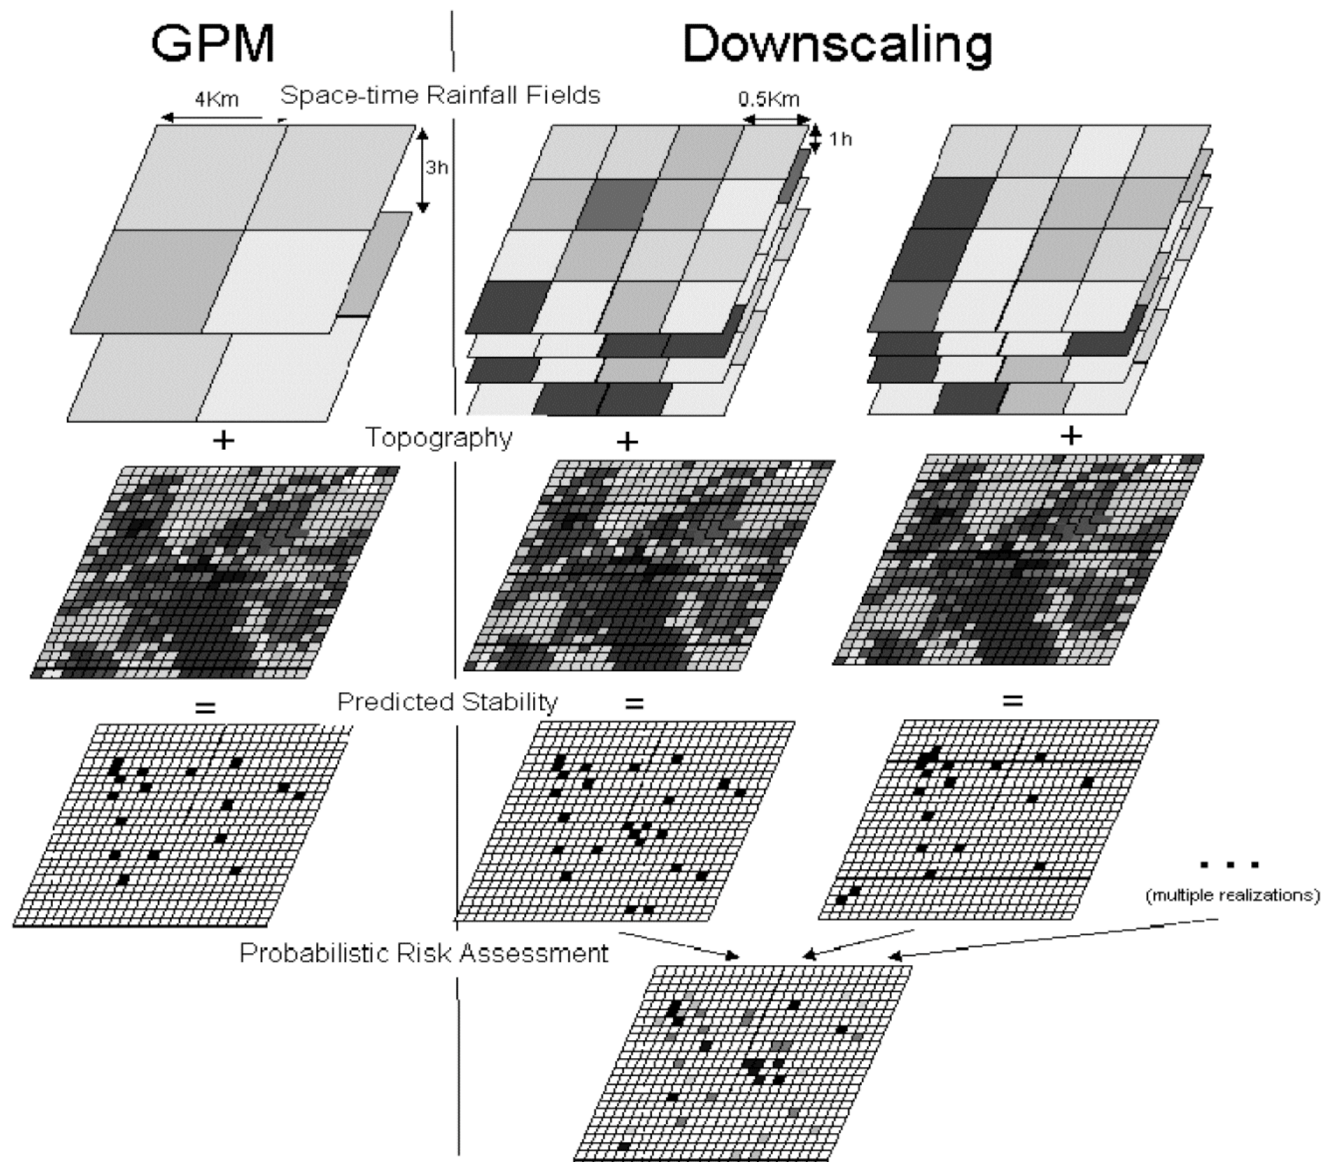 GPM
Downscaling
Space-time Rainfall Fields
4Km
0.5Km
3h
1h
+
Topography
+
+
=
Predicted Stability
=
=
. . .
(multiple realizations)
Probabilistic Risk Assessment